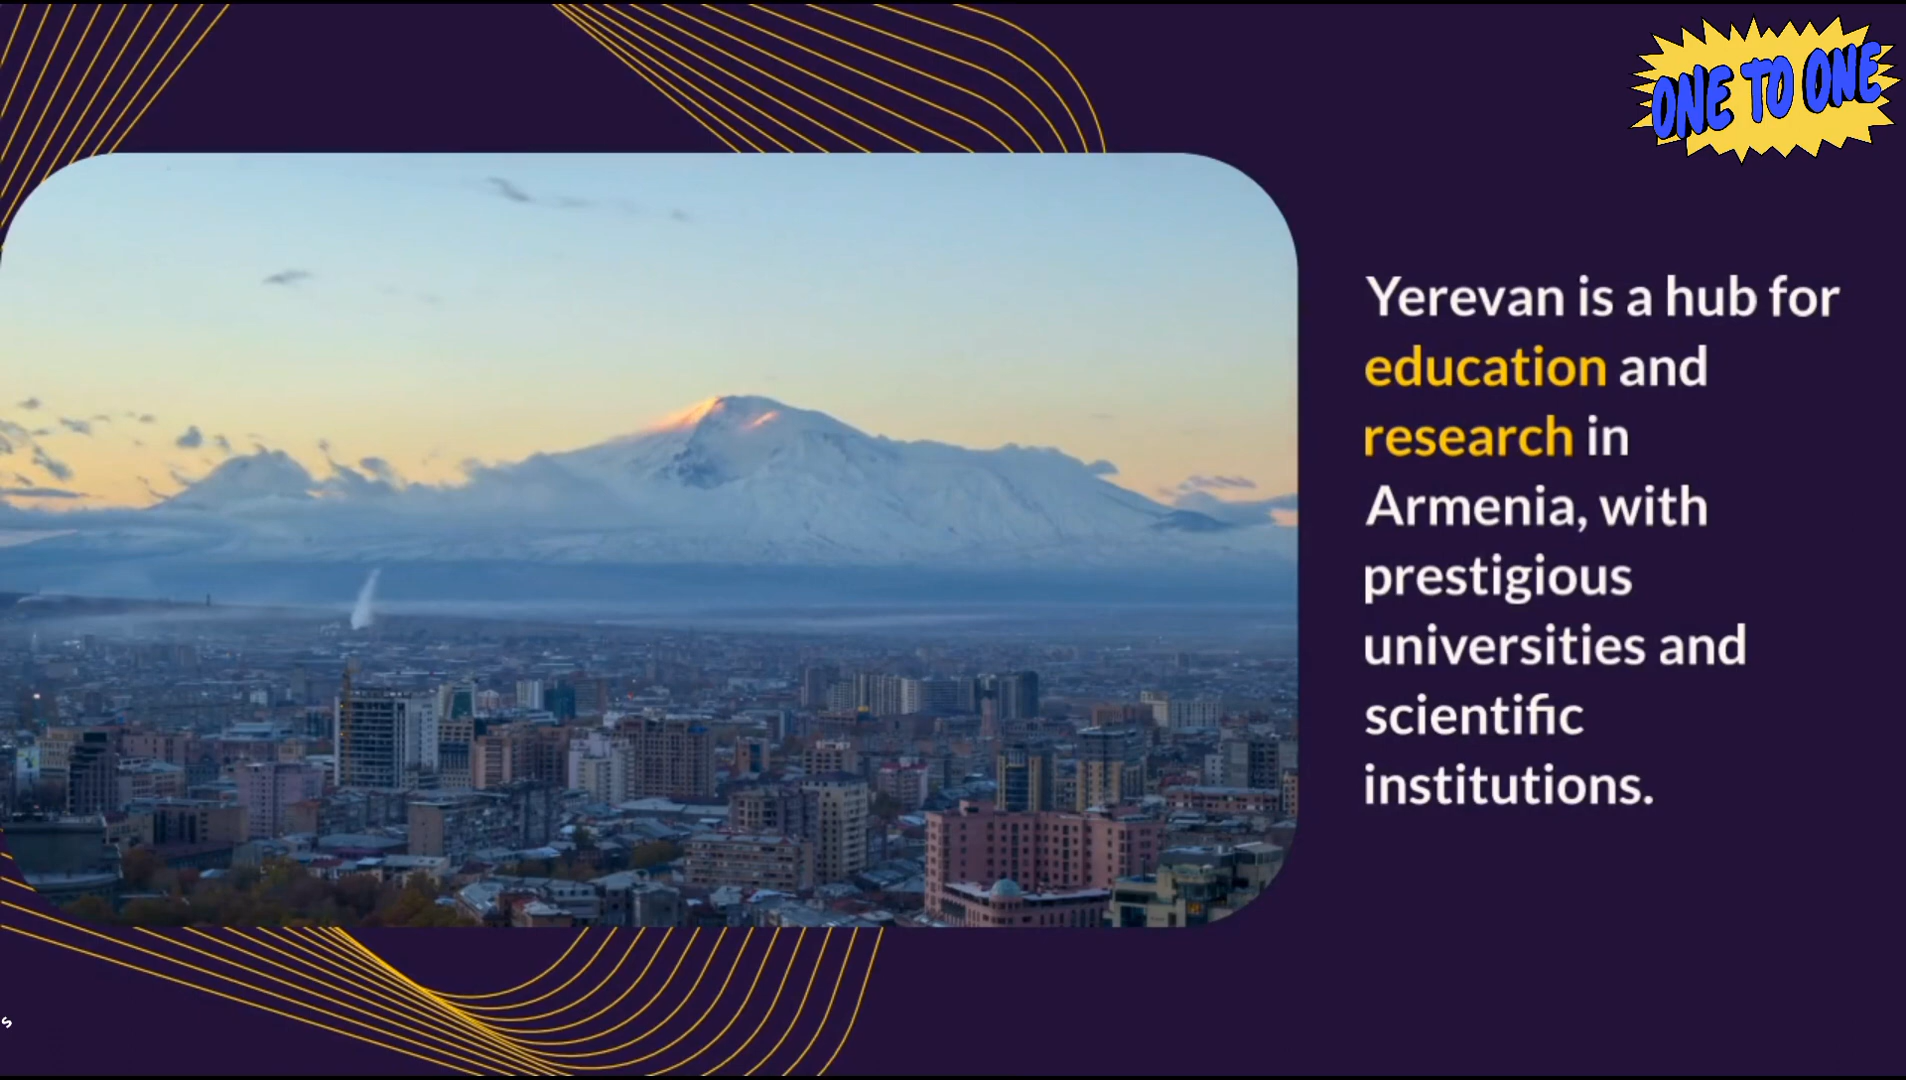 ONE TO ONE
Yerevan is a hub for
education and
research in
Armenia, with
prestigious
universities and
scientific
institutions.
s